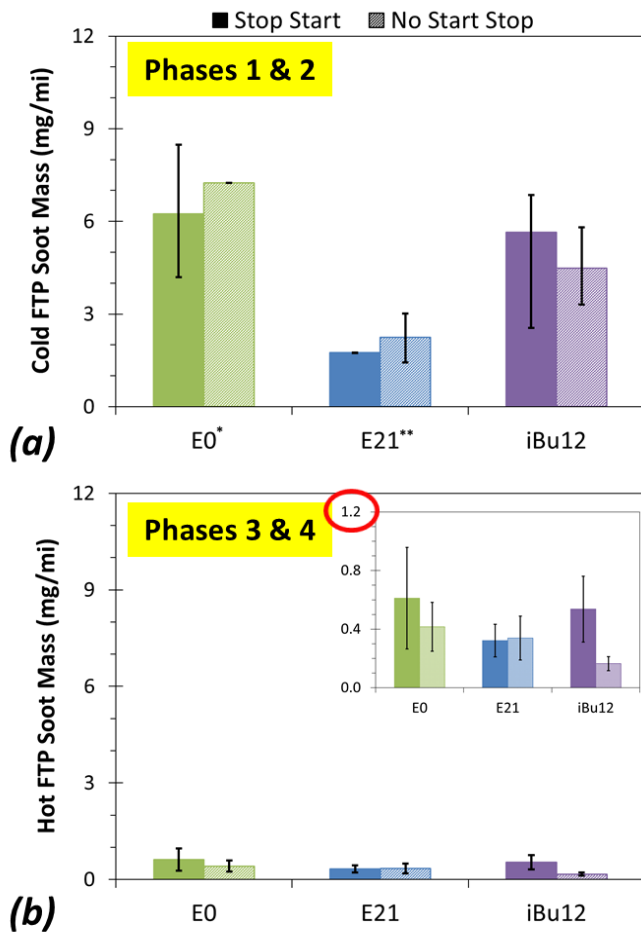 Stop Start No Start Stop
Phases 1 & 2
Cold FTP Soot Mass (mg/mi)
12
9
6
3
0
E0* E21** iBu12
(a)
Phases 3 & 4
Hot FTP Soot Mass (mg/mi)
12
9
6
3
0
1.2
0.8
0.4
0.0
E0 E21 iBu12
E0 E21 iBu12
(b)